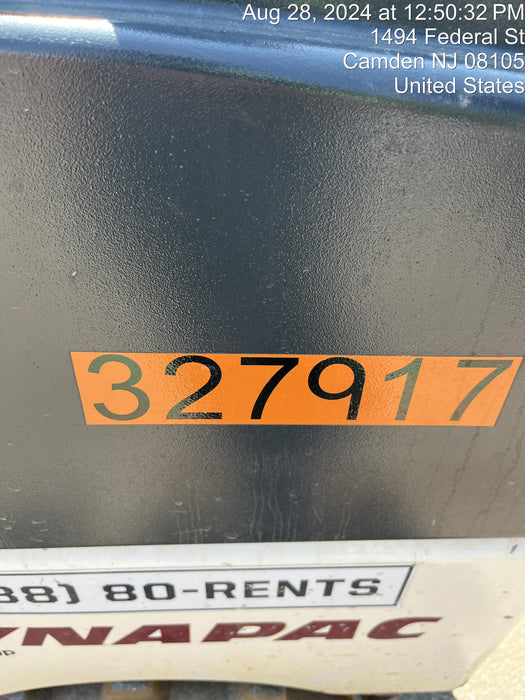 Aug 28, 2024 at 12:50:32 PM
1494 Federal St
Camden NJ 08105
United States
327917
88) 80-RENTS
YNAPAC